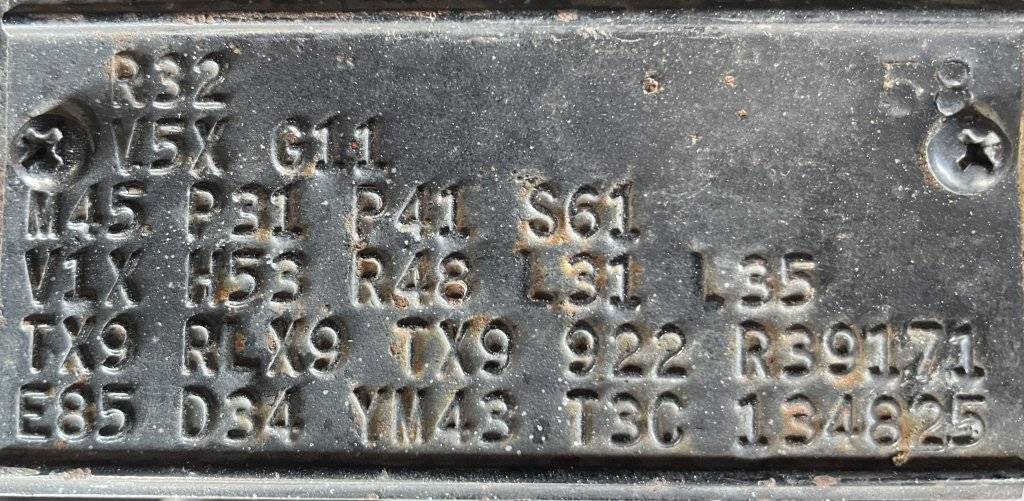 R32 58
V5X G11
M45 P31 P41 S61
V1X H53 R48 L31 L35
TX9 RLX9 TX9 922 R39171
E85 D34 YM43 T3C 134825